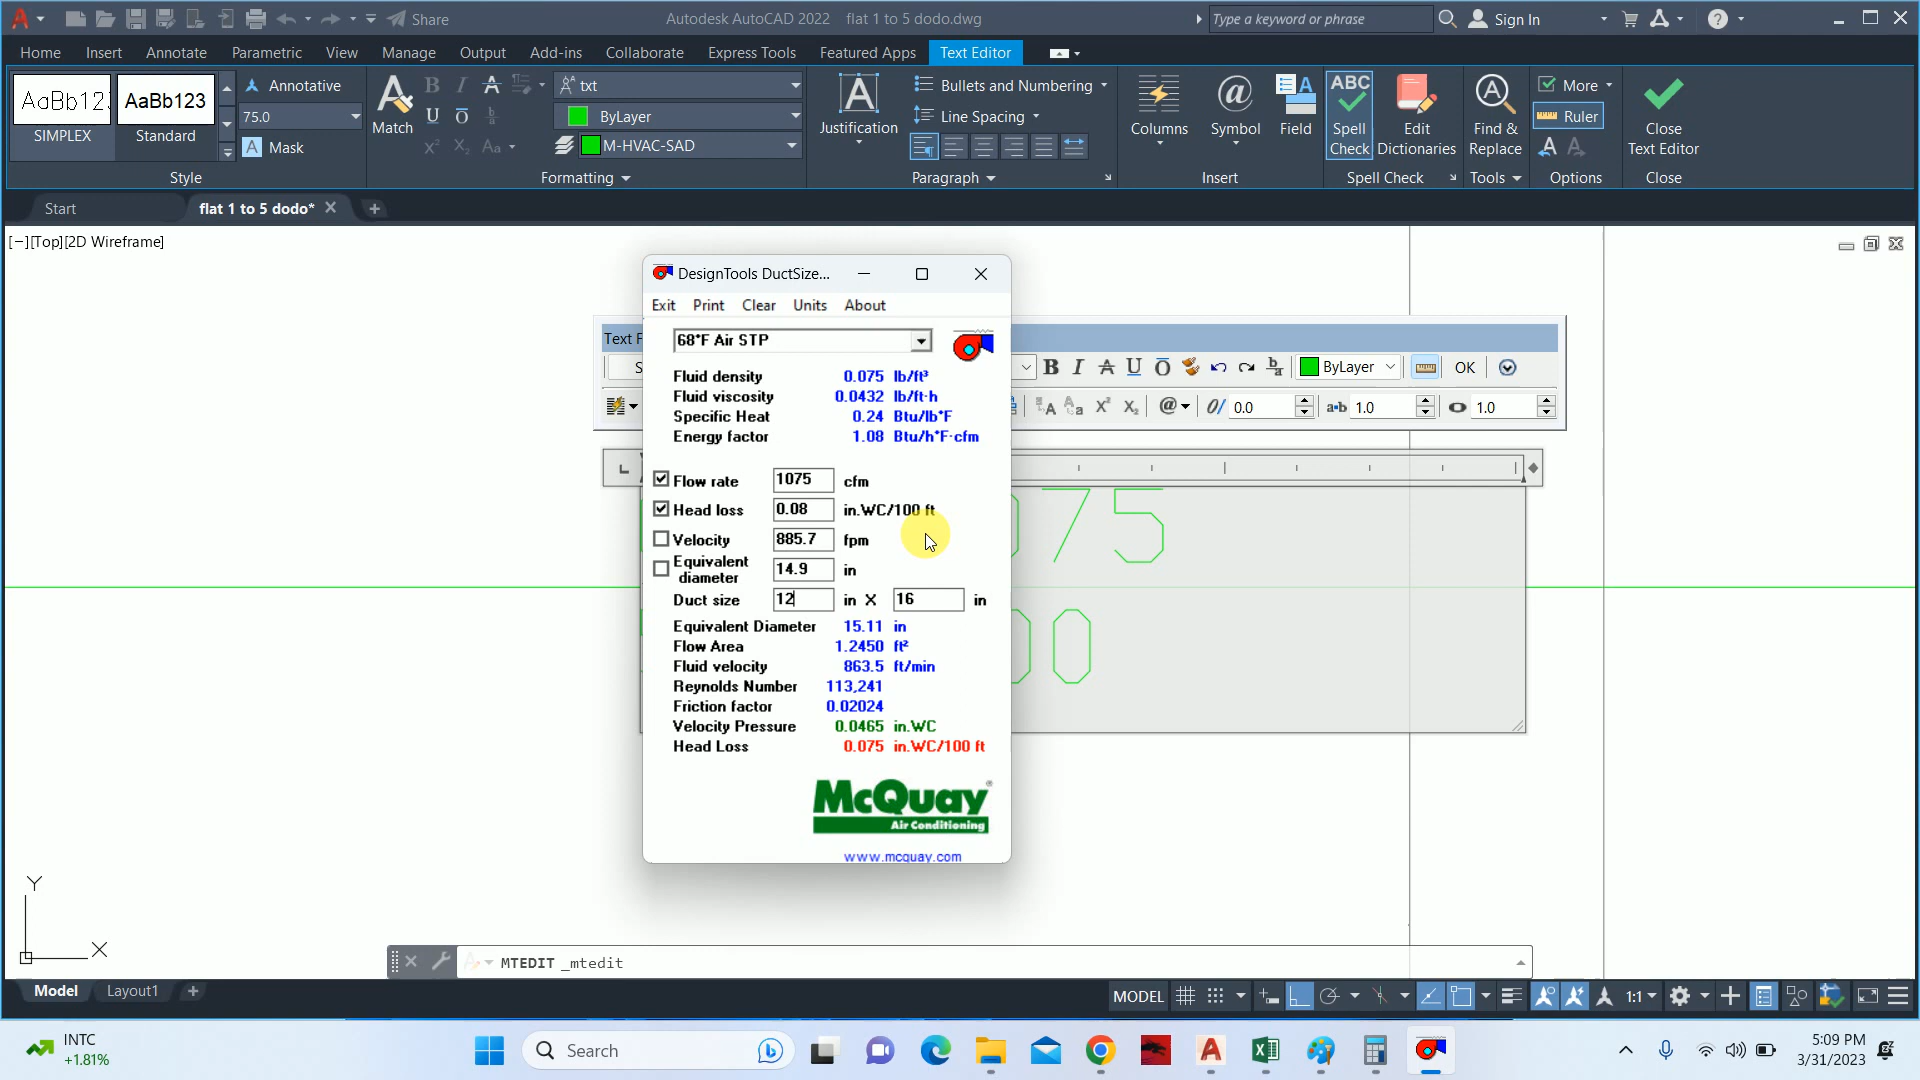 Share
Autodesk AutoCAD 2022 flat 1 to 5 dodo.dwg
Type a keyword or phrase
Sign In
Home Insert Annotate Parametric View Manage Output Add-ins Collaborate Express Tools Featured Apps Text Editor
AaBb123
SIMPLEX
AaBb123
Standard
Annotative
75.0
Mask
Style
Match
txt
ByLayer
M-HVAC-SAD
Formatting
Justification
Bullets and Numbering
Line Spacing
Paragraph
Columns
Symbol
Field
Insert
ABC
Spell
Check
Edit
Dictionaries
Spell Check
Find &
Replace
Tools
More
Ruler
Options
Close
Text Editor
Close
Start
flat 1 to 5 dodo*
[−][Top][2D Wireframe]
DesignTools DuctSize...
Exit Print Clear Units About
68°F Air STP
Fluid density 0.075 lb/ft³
Fluid viscosity 0.0432 lb/ft·h
Specific Heat 0.24 Btu/lb°F
Energy factor 1.08 Btu/h°F·cfm
Flow rate 1075 cfm
Head loss 0.08 in.WC/100 ft
Velocity 885.7 fpm
Equivalent
diameter 14.9 in
Duct size 12 in X 16 in
Equivalent Diameter 15.11 in
Flow Area 1.2450 ft²
Fluid velocity 863.5 ft/min
Reynolds Number 113,241
Friction factor 0.02024
Velocity Pressure 0.0465 in.WC
Head Loss 0.075 in.WC/100 ft
McQuay
Air Conditioning
www.mcquay.com
Text F
ByLayer
OK
0.0
a•b 1.0
1.0
75
0
Y
X
MTEDIT _mtedit
Model
Layout1
MODEL
1:1
INTC
+1.81%
Search
5:09 PM
3/31/2023